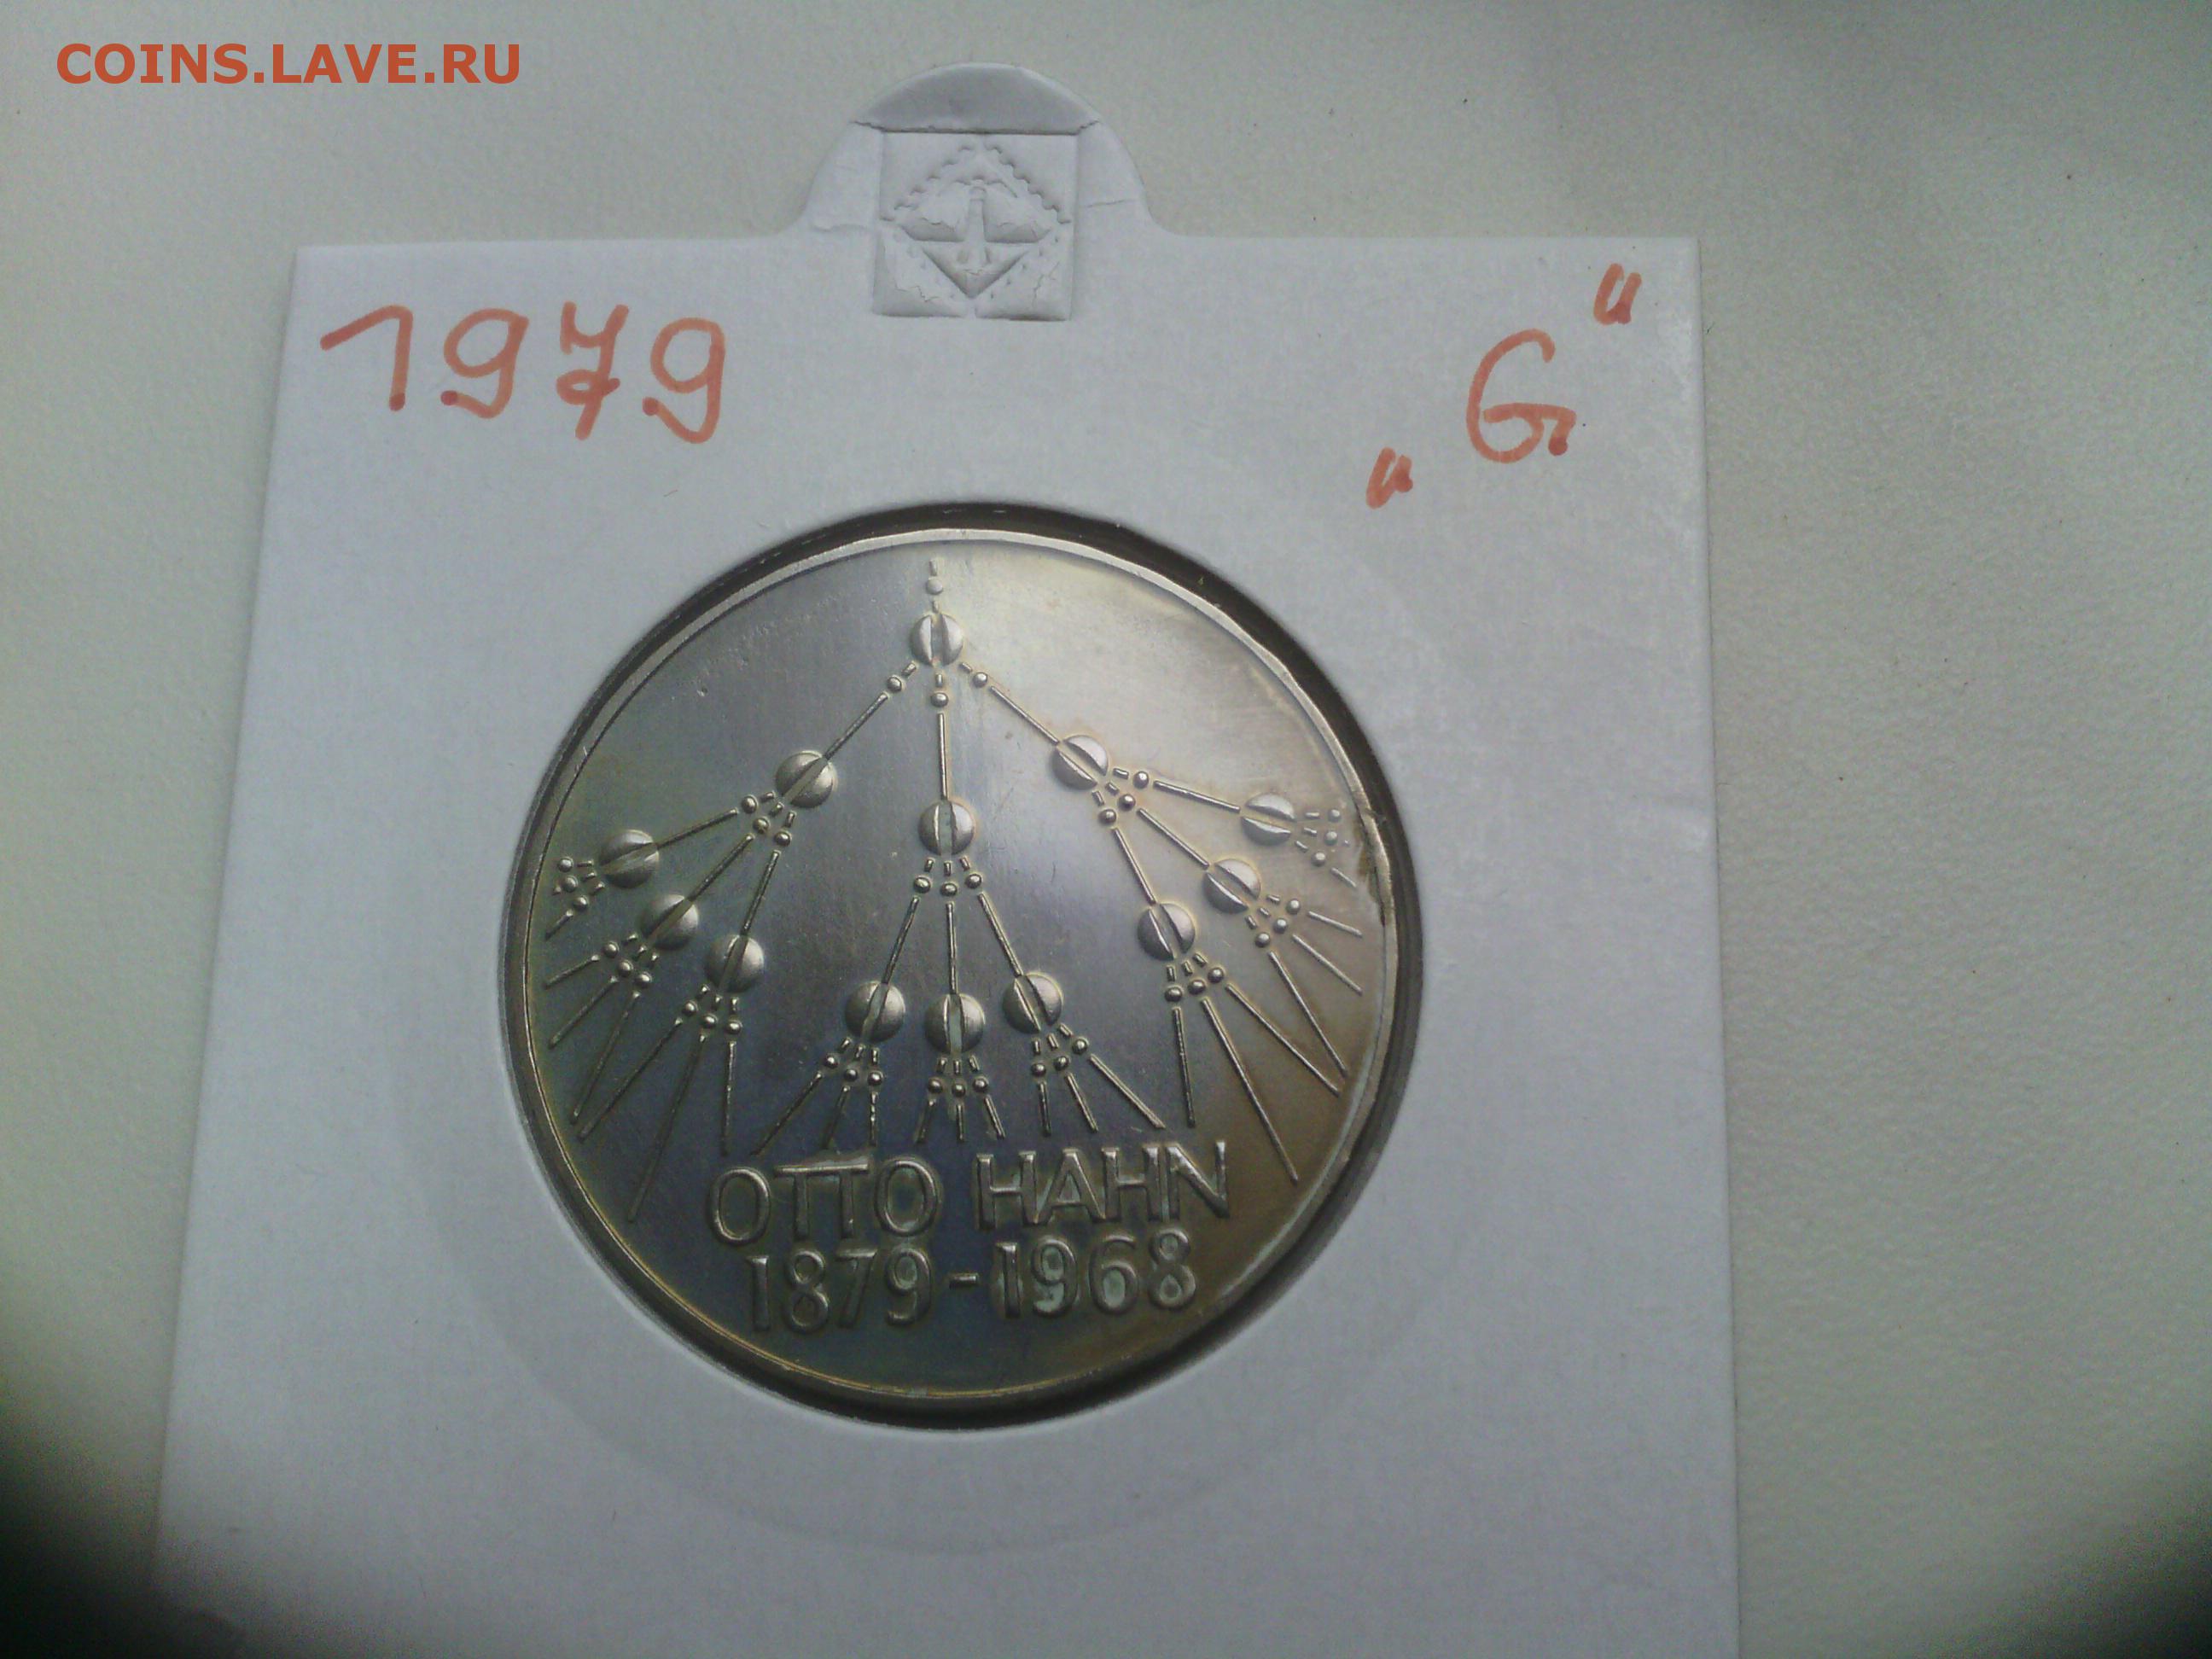 COINS.LAVE.RU
1979 „G“
OTTO HAHN
1879-1968